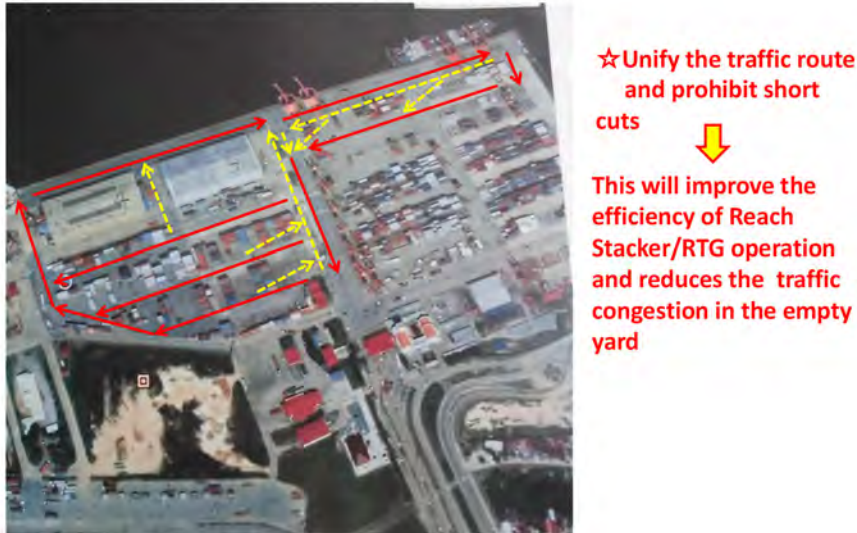 ☆Unify the traffic route
and prohibit short
cuts
This will improve the
efficiency of Reach
Stacker/RTG operation
and reduces the traffic
congestion in the empty
yard